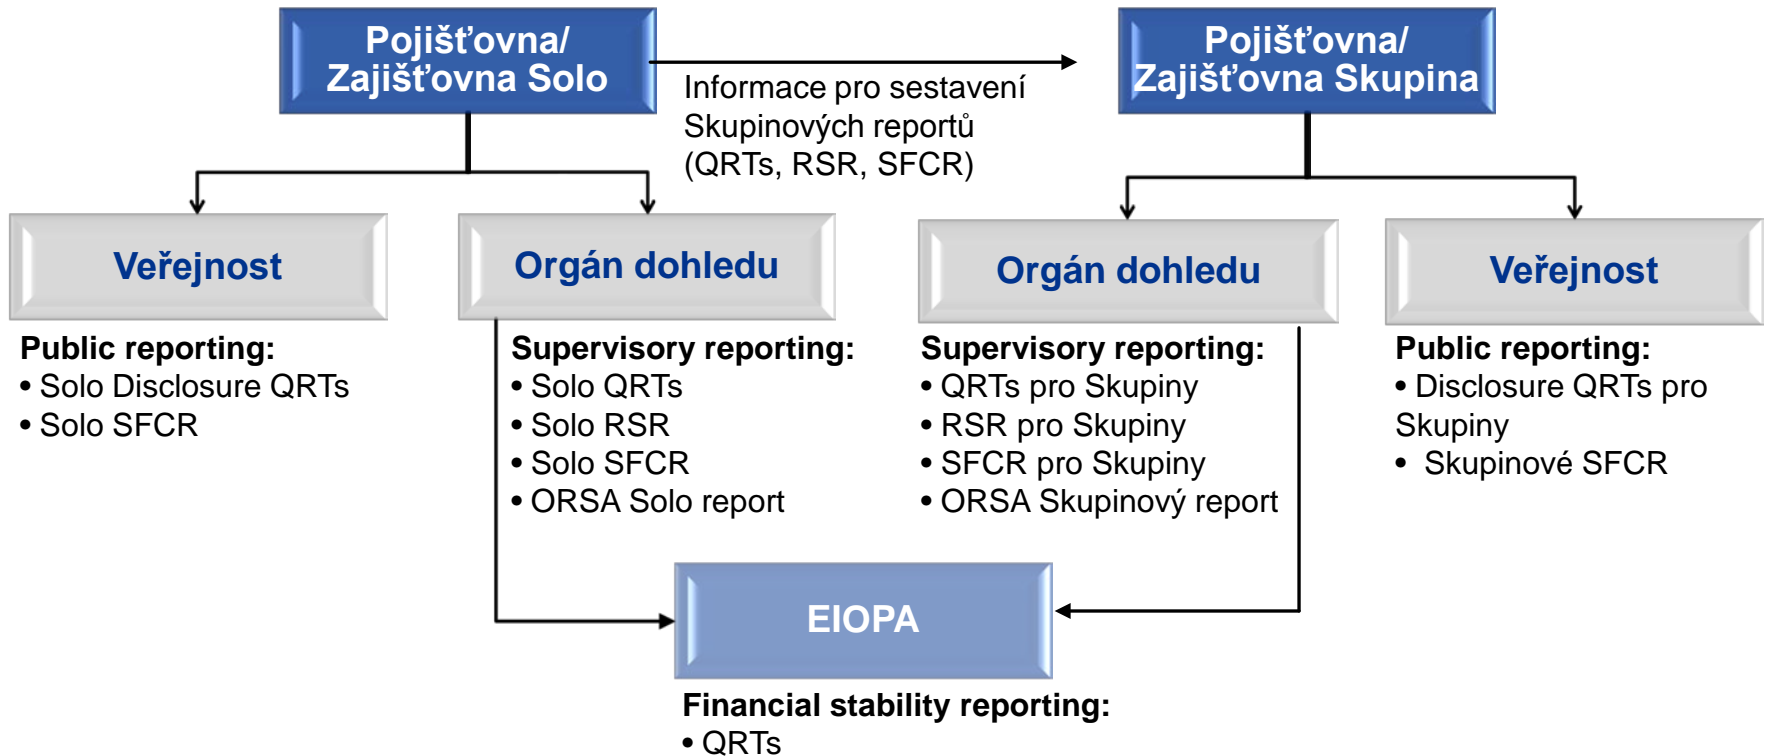 Pojišťovna/
Zajišťovna Solo
Informace pro sestavení
Skupinových reportů
(QRTs, RSR, SFCR)
Pojišťovna/
Zajišťovna Skupina
Veřejnost
Orgán dohledu
Orgán dohledu
Veřejnost
Public reporting:
• Solo Disclosure QRTs
• Solo SFCR
Supervisory reporting:
• Solo QRTs
• Solo RSR
• Solo SFCR
• ORSA Solo report
Supervisory reporting:
• QRTs pro Skupiny
• RSR pro Skupiny
• SFCR pro Skupiny
• ORSA Skupinový report
Public reporting:
• Disclosure QRTs pro
Skupiny
• Skupinové SFCR
EIOPA
Financial stability reporting:
• QRTs